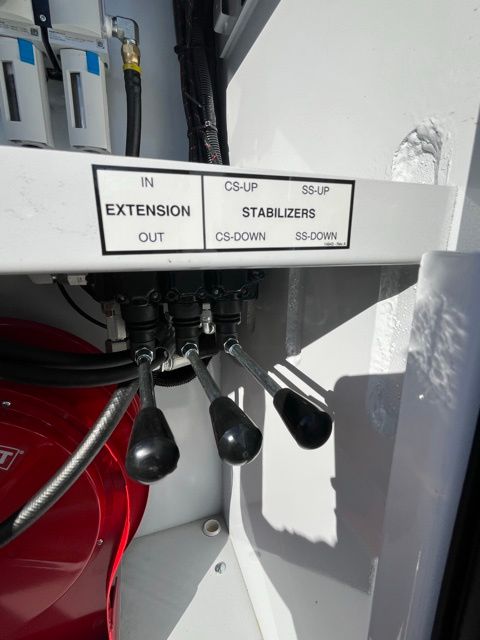 IN
EXTENSION
OUT
CS-UP SS-UP
STABILIZERS
CS-DOWN SS-DOWN